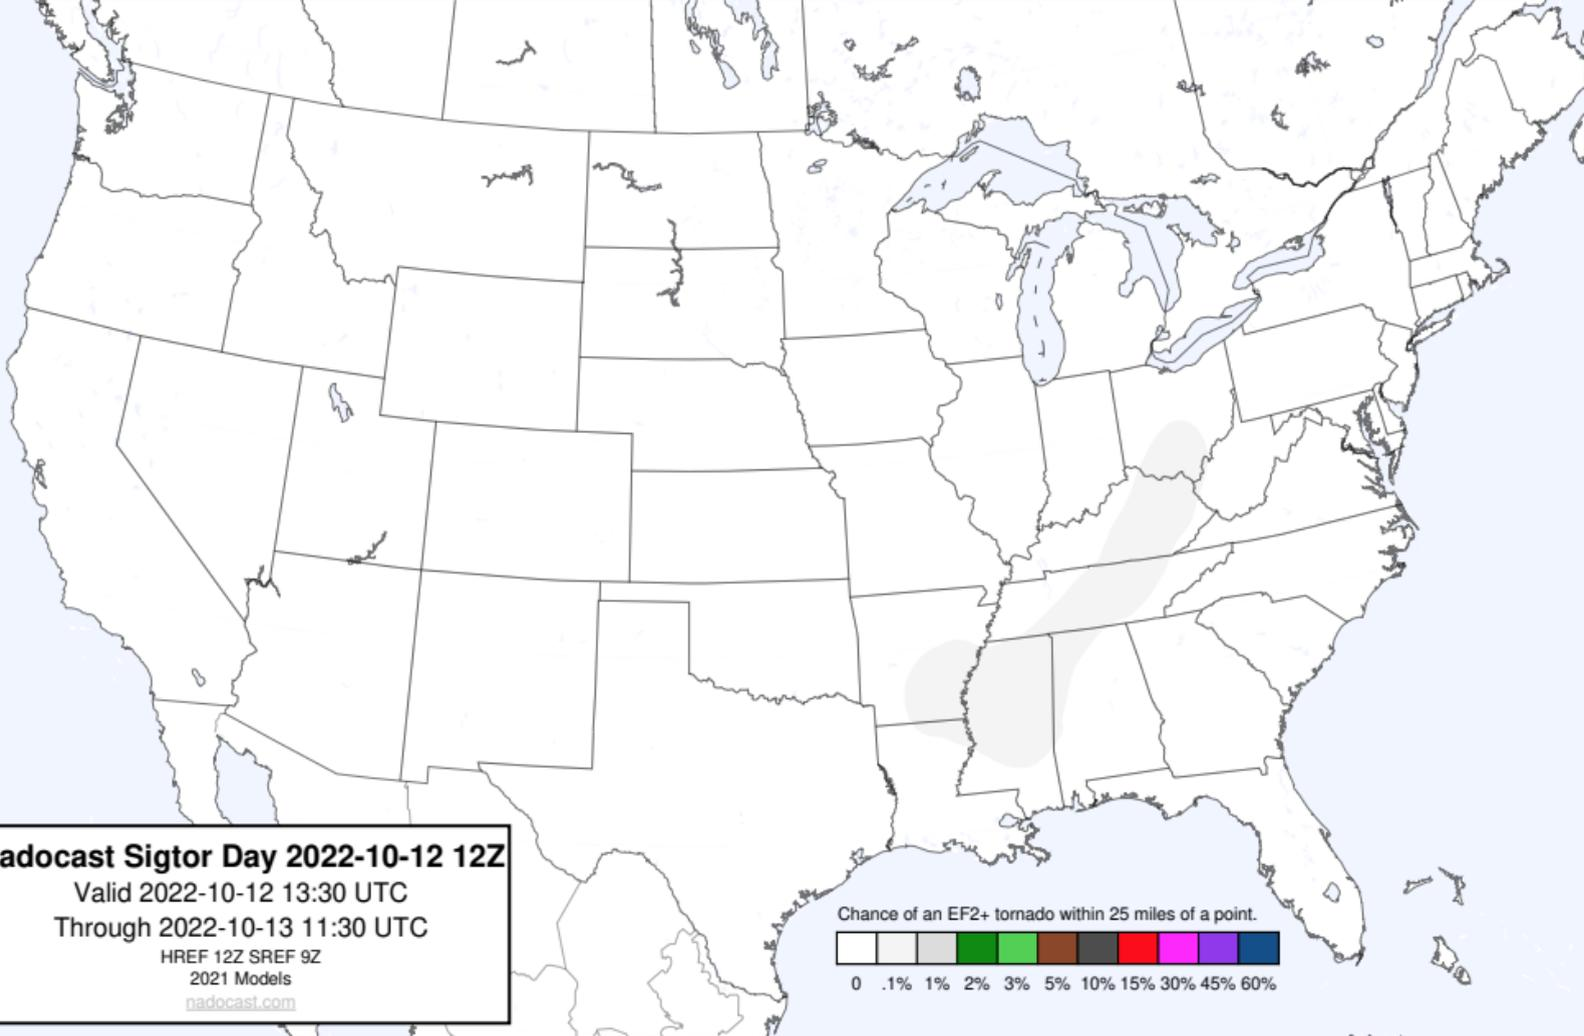 adocast Sigtor Day 2022-10-12 12Z
Valid 2022-10-12 13:30 UTC
Through 2022-10-13 11:30 UTC
HREF 12Z SREF 9Z
2021 Models
nadocast.com
Chance of an EF2+ tornado within 25 miles of a point.
0 .1% 1% 2% 3% 5% 10% 15% 30% 45% 60%